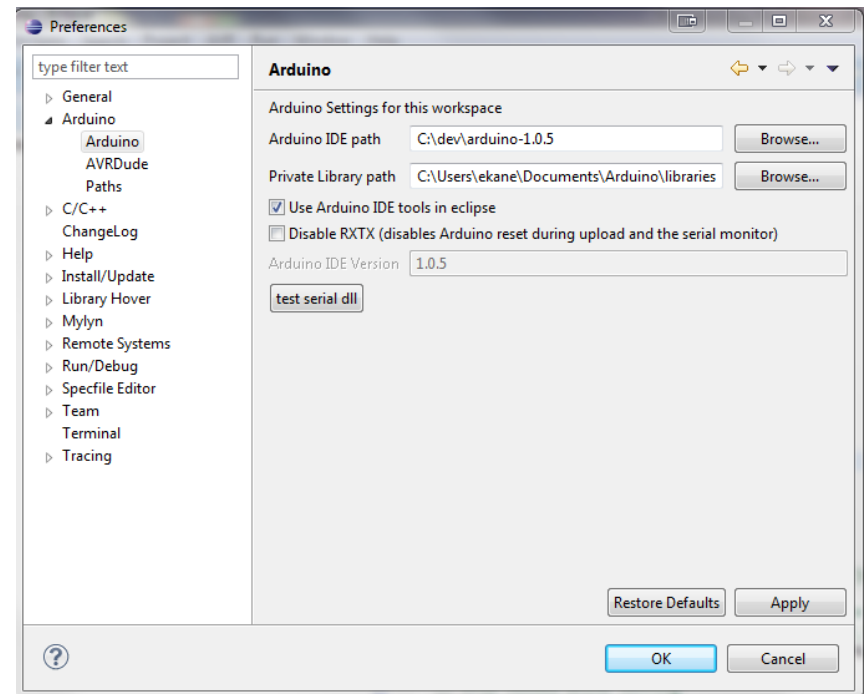 Preferences
type filter text
General
Arduino
Arduino
AVRDude
Paths
C/C++
ChangeLog
Help
Install/Update
Library Hover
Mylyn
Remote Systems
Run/Debug
Specfile Editor
Team
Terminal
Tracing
Arduino
Arduino Settings for this workspace
Arduino IDE path C:\dev\arduino-1.0.5 Browse...
Private Library path C:\Users\ekane\Documents\Arduino\libraries Browse...
Use Arduino IDE tools in eclipse
Disable RXTX (disables Arduino reset during upload and the serial monitor)
Arduino IDE Version 1.0.5
test serial dll
Restore Defaults Apply
? OK Cancel